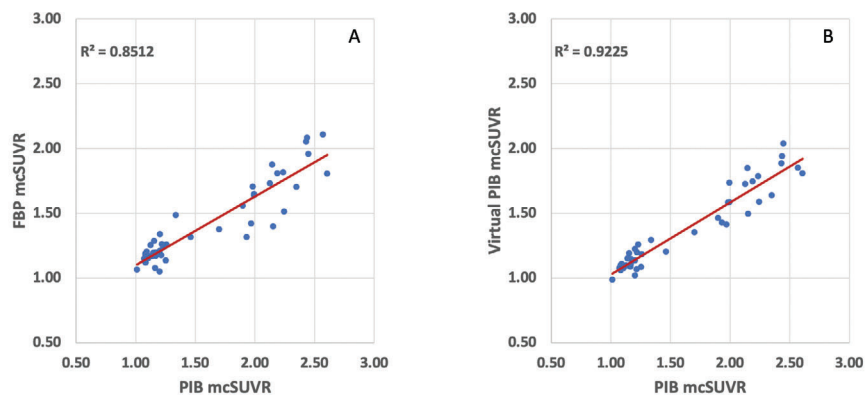 A
R² = 0.8512
3.00
2.50
2.00
1.50
1.00
0.50
FBP mcSUVR
0.50 1.00 1.50 2.00 2.50 3.00
PIB mcSUVR
B
R² = 0.9225
3.00
2.50
2.00
1.50
1.00
0.50
Virtual PIB mcSUVR
0.50 1.00 1.50 2.00 2.50 3.00
PIB mcSUVR